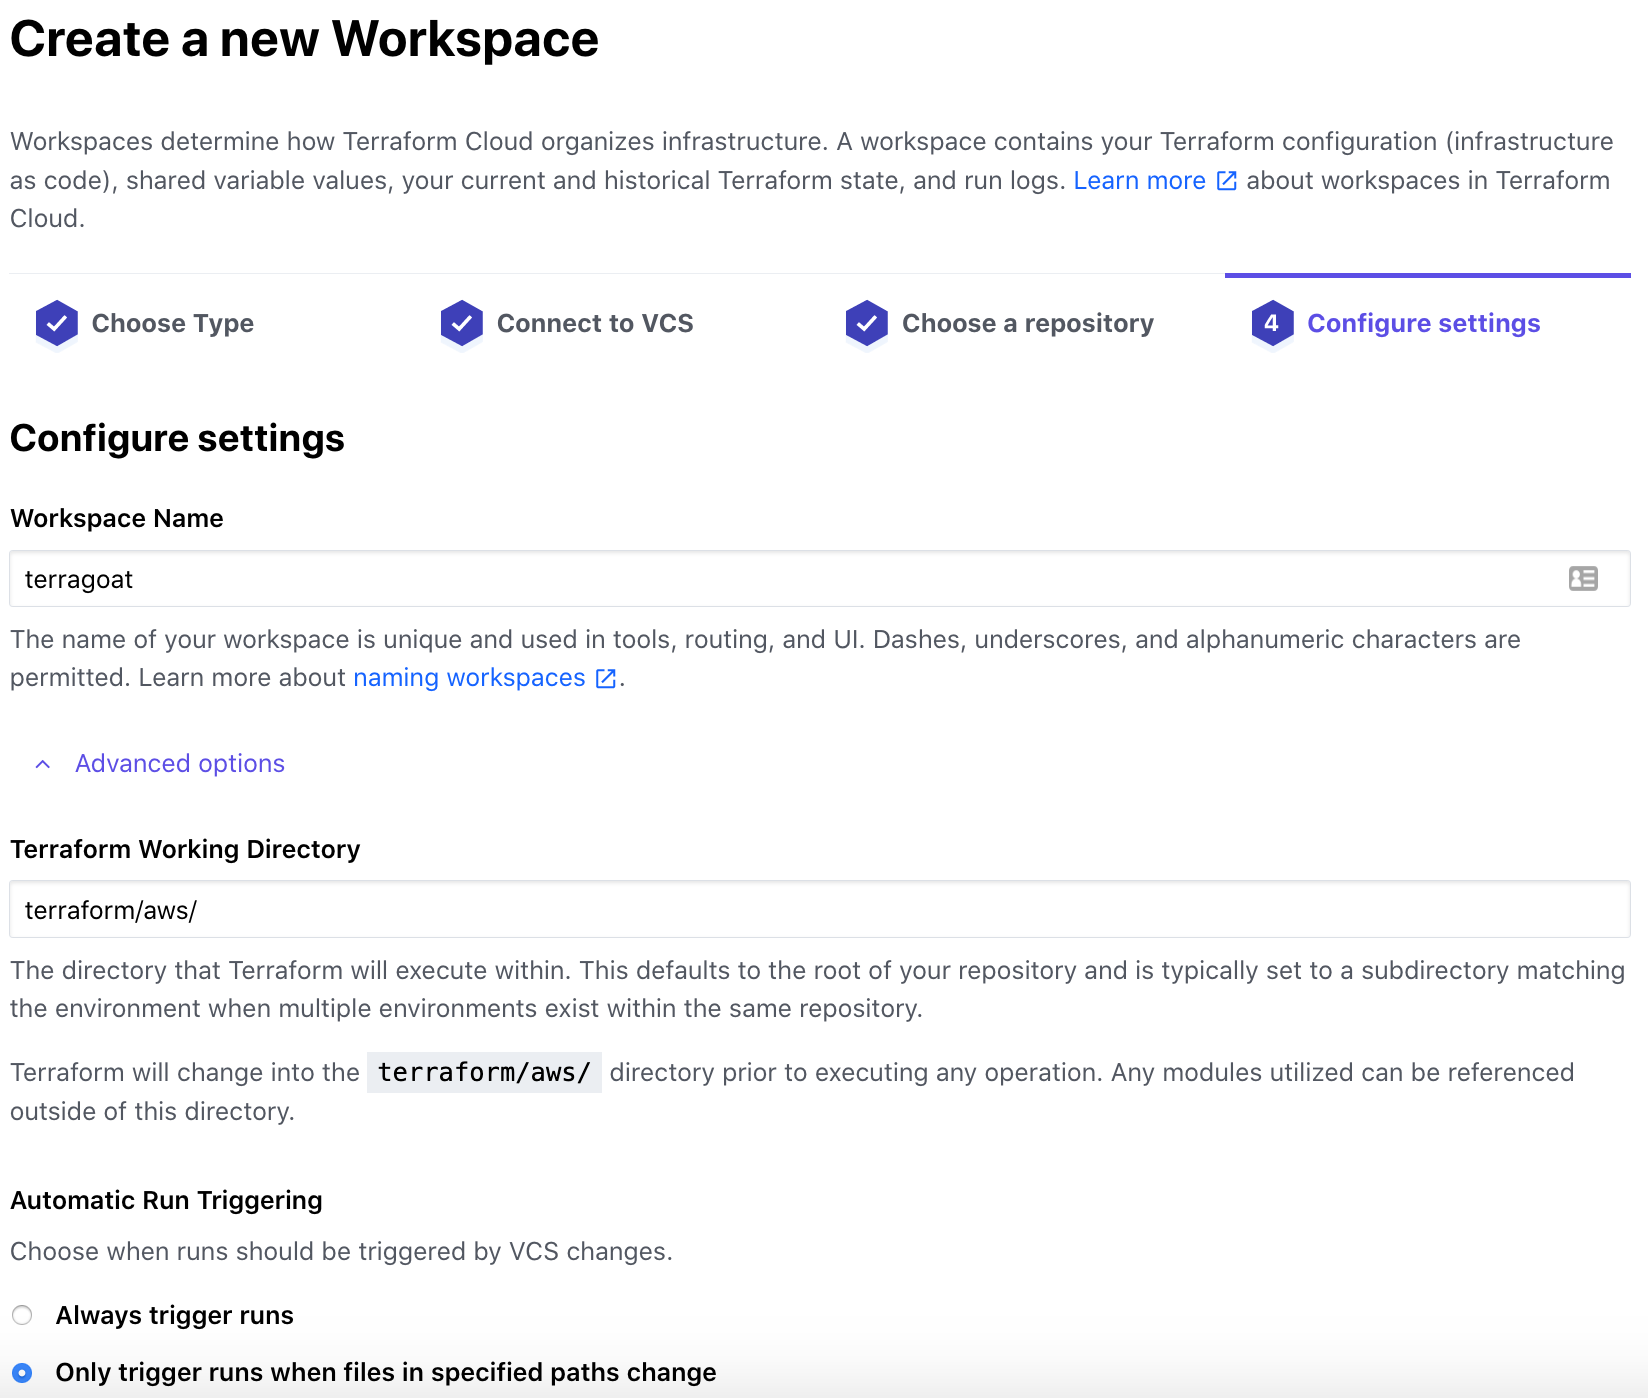 Create a new Workspace
Workspaces determine how Terraform Cloud organizes infrastructure. A workspace contains your Terraform configuration (infrastructure
as code), shared variable values, your current and historical Terraform state, and run logs. Learn more about workspaces in Terraform
Cloud.
Choose Type
Connect to VCS
Choose a repository
4 Configure settings
Configure settings
Workspace Name
terragoat
The name of your workspace is unique and used in tools, routing, and UI. Dashes, underscores, and alphanumeric characters are
permitted. Learn more about naming workspaces .
Advanced options
Terraform Working Directory
terraform/aws/
The directory that Terraform will execute within. This defaults to the root of your repository and is typically set to a subdirectory matching
the environment when multiple environments exist within the same repository.
Terraform will change into the terraform/aws/ directory prior to executing any operation. Any modules utilized can be referenced
outside of this directory.
Automatic Run Triggering
Choose when runs should be triggered by VCS changes.
Always trigger runs
Only trigger runs when files in specified paths change